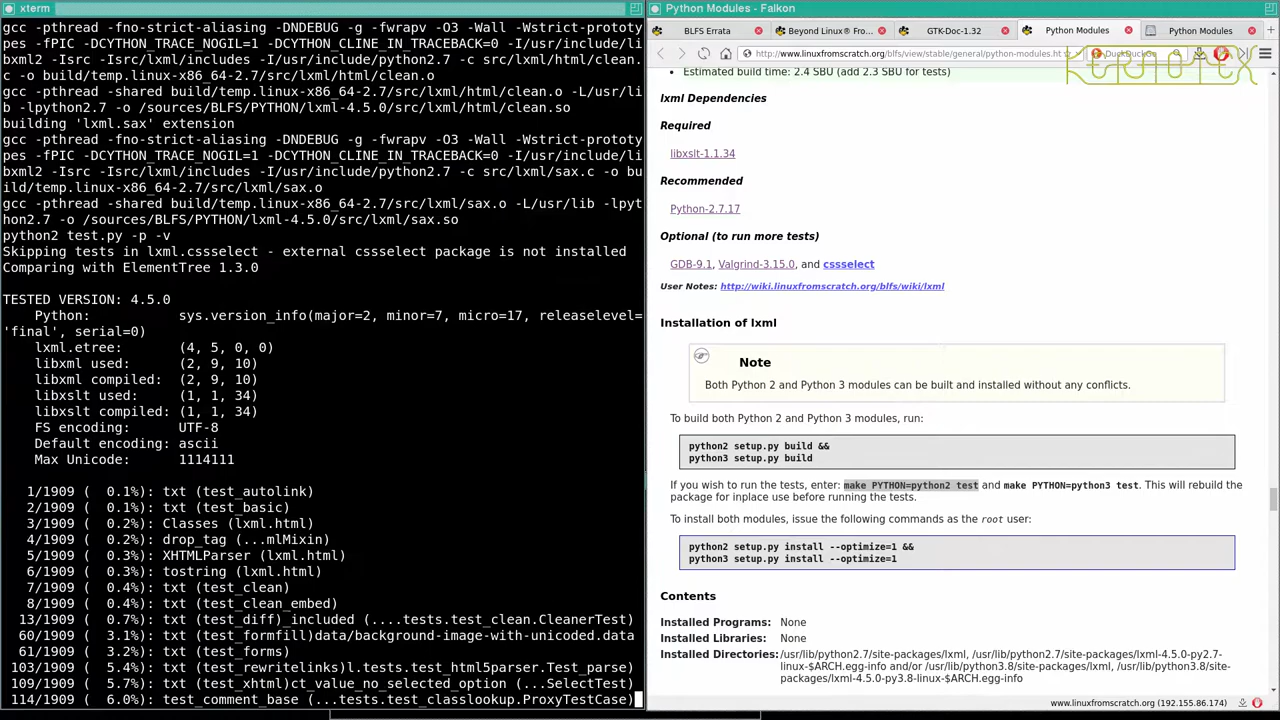 xterm
gcc -pthread -fno-strict-aliasing -DNDEBUG -g -fwrapv -O3 -Wall -Wstrict-prototy
pes -fPIC -DCYTHON_TRACE_NOGIL=1 -DCYTHON_CLINE_IN_TRACEBACK=0 -I/usr/include/li
bxml2 -Isrc -Isrc/lxml/includes -I/usr/include/python2.7 -c src/lxml/html/clean.
c -o build/temp.linux-x86_64-2.7/src/lxml/html/clean.o
gcc -pthread -shared build/temp.linux-x86_64-2.7/src/lxml/html/clean.o -L/usr/li
b -lpython2.7 -o /sources/BLFS/PYTHON/lxml-4.5.0/src/lxml/html/clean.so
building 'lxml.sax' extension
gcc -pthread -fno-strict-aliasing -DNDEBUG -g -fwrapv -O3 -Wall -Wstrict-prototy
pes -fPIC -DCYTHON_TRACE_NOGIL=1 -DCYTHON_CLINE_IN_TRACEBACK=0 -I/usr/include/li
bxml2 -Isrc -Isrc/lxml/includes -I/usr/include/python2.7 -c src/lxml/sax.c -o bu
ild/temp.linux-x86_64-2.7/src/lxml/sax.o
gcc -pthread -shared build/temp.linux-x86_64-2.7/src/lxml/sax.o -L/usr/lib -lpyt
hon2.7 -o /sources/BLFS/PYTHON/lxml-4.5.0/src/lxml/sax.so
python2 test.py -p -v
Skipping tests in lxml.cssselect - external cssselect package is not installed
Comparing with ElementTree 1.3.0
TESTED VERSION: 4.5.0
Python: sys.version_info(major=2, minor=7, micro=17, releaselevel=
'final', serial=0)
lxml.etree: (4, 5, 0, 0)
libxml used: (2, 9, 10)
libxml compiled: (2, 9, 10)
libxslt used: (1, 1, 34)
libxslt compiled: (1, 1, 34)
FS encoding: UTF-8
Default encoding: ascii
Max Unicode: 1114111
1/1909 ( 0.1%): txt (test_autolink)
2/1909 ( 0.1%): txt (test_basic)
3/1909 ( 0.2%): Classes (lxml.html)
4/1909 ( 0.2%): drop_tag (...mlMixin)
5/1909 ( 0.3%): XHTMLParser (lxml.html)
6/1909 ( 0.3%): tostring (lxml.html)
7/1909 ( 0.4%): txt (test_clean)
8/1909 ( 0.4%): txt (test_clean_embed)
13/1909 ( 0.7%): txt (test_diff)_included (....tests.test_clean.CleanerTest)
60/1909 ( 3.1%): txt (test_formfill)data/background-image-with-unicoded.data
61/1909 ( 3.2%): txt (test_forms)
103/1909 ( 5.4%): txt (test_rewritelinks)l.tests.test_html5parser.Test_parse)
109/1909 ( 5.7%): txt (test_xhtml)ct_value_no_selected_option (...SelectTest)
114/1909 ( 6.0%): test_comment_base (...tests.test_classlookup.ProxyTestCase)
Python Modules - Falkon
BLFS Errata
Beyond Linux® Fro...
GTK-Doc-1.32
Python Modules
Python Modules
http://www.linuxfromscratch.org/blfs/view/stable/general/python-modules.ht
DuckDuckGo
KERNOTEX
Estimated build time: 2.4 SBU (add 2.3 SBU for tests)
lxml Dependencies
Required
libxslt-1.1.34
Recommended
Python-2.7.17
Optional (to run more tests)
GDB-9.1, Valgrind-3.15.0, and cssselect
User Notes: http://wiki.linuxfromscratch.org/blfs/wiki/lxml
Installation of lxml
Note
Both Python 2 and Python 3 modules can be built and installed without any conflicts.
To build both Python 2 and Python 3 modules, run:
python2 setup.py build &&
python3 setup.py build
If you wish to run the tests, enter: make PYTHON=python2 test and make PYTHON=python3 test. This will rebuild the
package for inplace use before running the tests.
To install both modules, issue the following commands as the root user:
python2 setup.py install --optimize=1 &&
python3 setup.py install --optimize=1
Contents
Installed Programs: None
Installed Libraries: None
Installed Directories: /usr/lib/python2.7/site-packages/lxml, /usr/lib/python2.7/site-packages/lxml-4.5.0-py2.7-
linux-$ARCH.egg-info and/or /usr/lib/python3.8/site-packages/lxml, /usr/lib/python3.8/site-
packages/lxml-4.5.0-py3.8-linux-$ARCH.egg-info
www.linuxfromscratch.org (192.155.86.174)